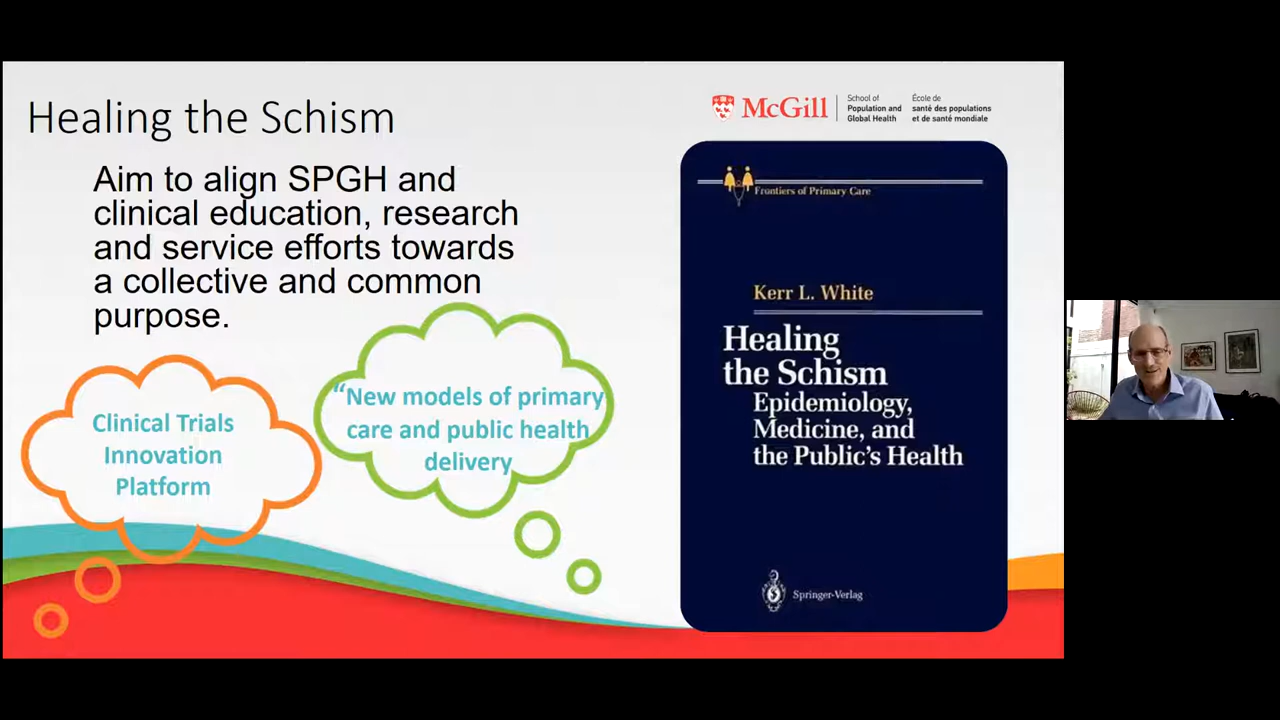 Healing the Schism
Aim to align SPGH and
clinical education, research
and service efforts towards
a collective and common
purpose.
Clinical Trials
Innovation
Platform
“New models of primary
care and public health
delivery
McGill
School of
Population and
Global Health
École de
santé des populations
et de santé mondiale
Frontiers of Primary Care
Kerr L. White
Healing
the Schism
Epidemiology,
Medicine, and
the Public's Health
Springer-Verlag